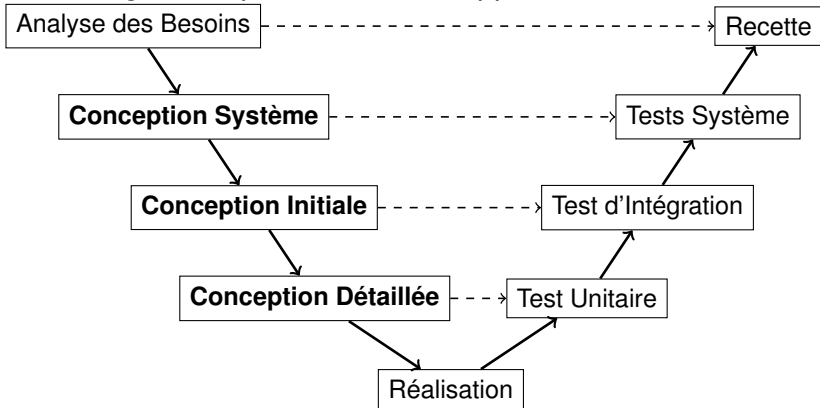 Analyse des Besoins
Recette
Conception Système
Tests Système
Conception Initiale
Test d'Intégration
Conception Détaillée
Test Unitaire
Réalisation